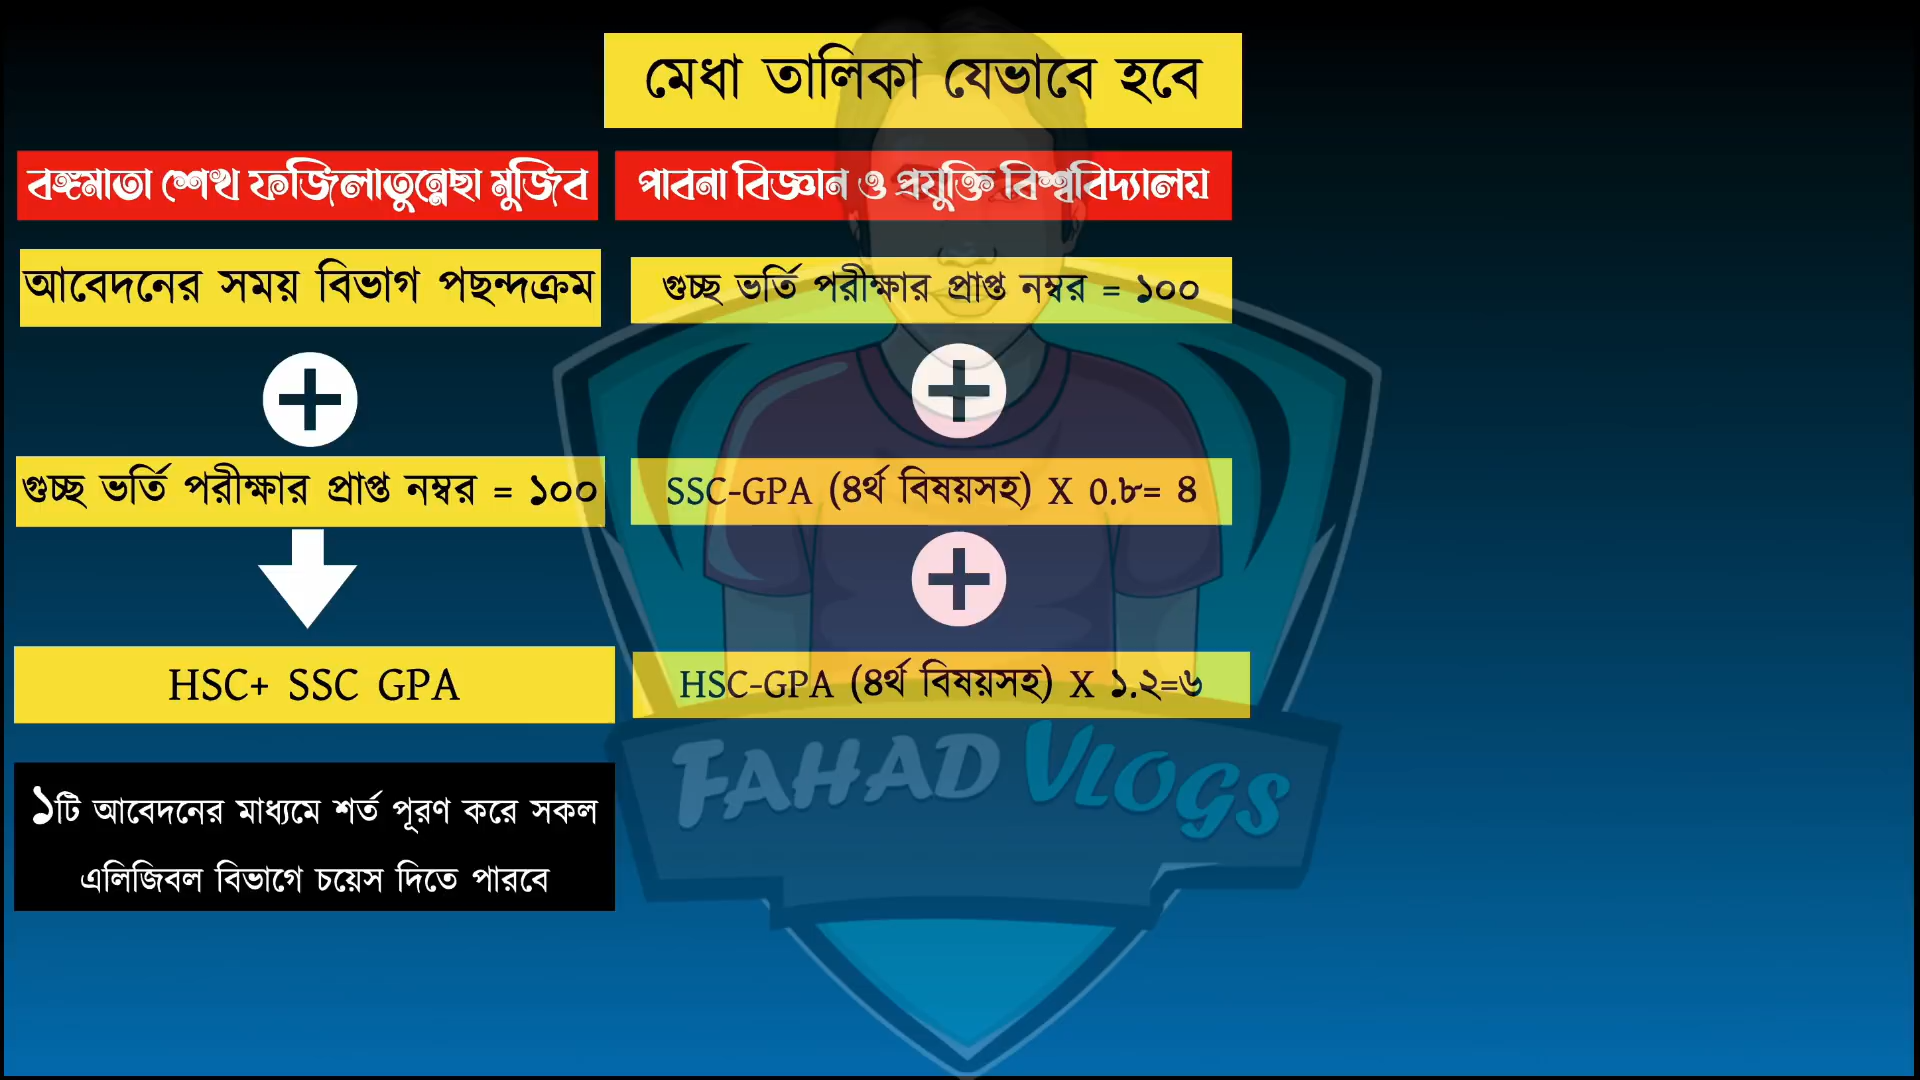 মেধা তালিকা যেভাবে হবে
বঙ্গমাতা শেখ ফজিলাতুন্নেছা মুজিব
আবেদনের সময় বিভাগ পছন্দক্রম
+
গুচ্ছ ভর্তি পরীক্ষার প্রাপ্ত নম্বর = ১০০
HSC+ SSC GPA
১টি আবেদনের মাধ্যমে শর্ত পূরণ করে সকল
এলিজিবল বিভাগে চয়েস দিতে পারবে
পাবনা বিজ্ঞান ও প্রযুক্তি বিশ্ববিদ্যালয়
গুচ্ছ ভর্তি পরীক্ষার প্রাপ্ত নম্বর = ১০০
+
SSC-GPA (৪র্থ বিষয়সহ) X 0.৮= ৪
+
HSC-GPA (৪র্থ বিষয়সহ) X ১.২=৬
FAHAD VLOGS